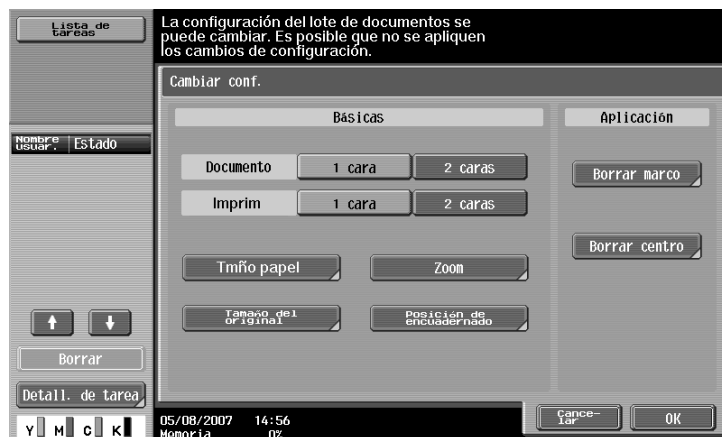 Lista de
tareas
La configuración del lote de documentos se
puede cambiar. Es posible que no se apliquen
los cambios de configuración.
Cambiar conf.
Básicas
Aplicación
Nombre
usuar.
Estado
Documento
1 cara
2 caras
Imprim
1 cara
2 caras
Borrar marco
Borrar centro
Tmño papel
Zoom
Tamaño del
original
Posición de
encuadernado
Borrar
Detall. de tarea
Cance-
lar
OK
Y M C K
05/08/2007 14:56
Memoria 0%